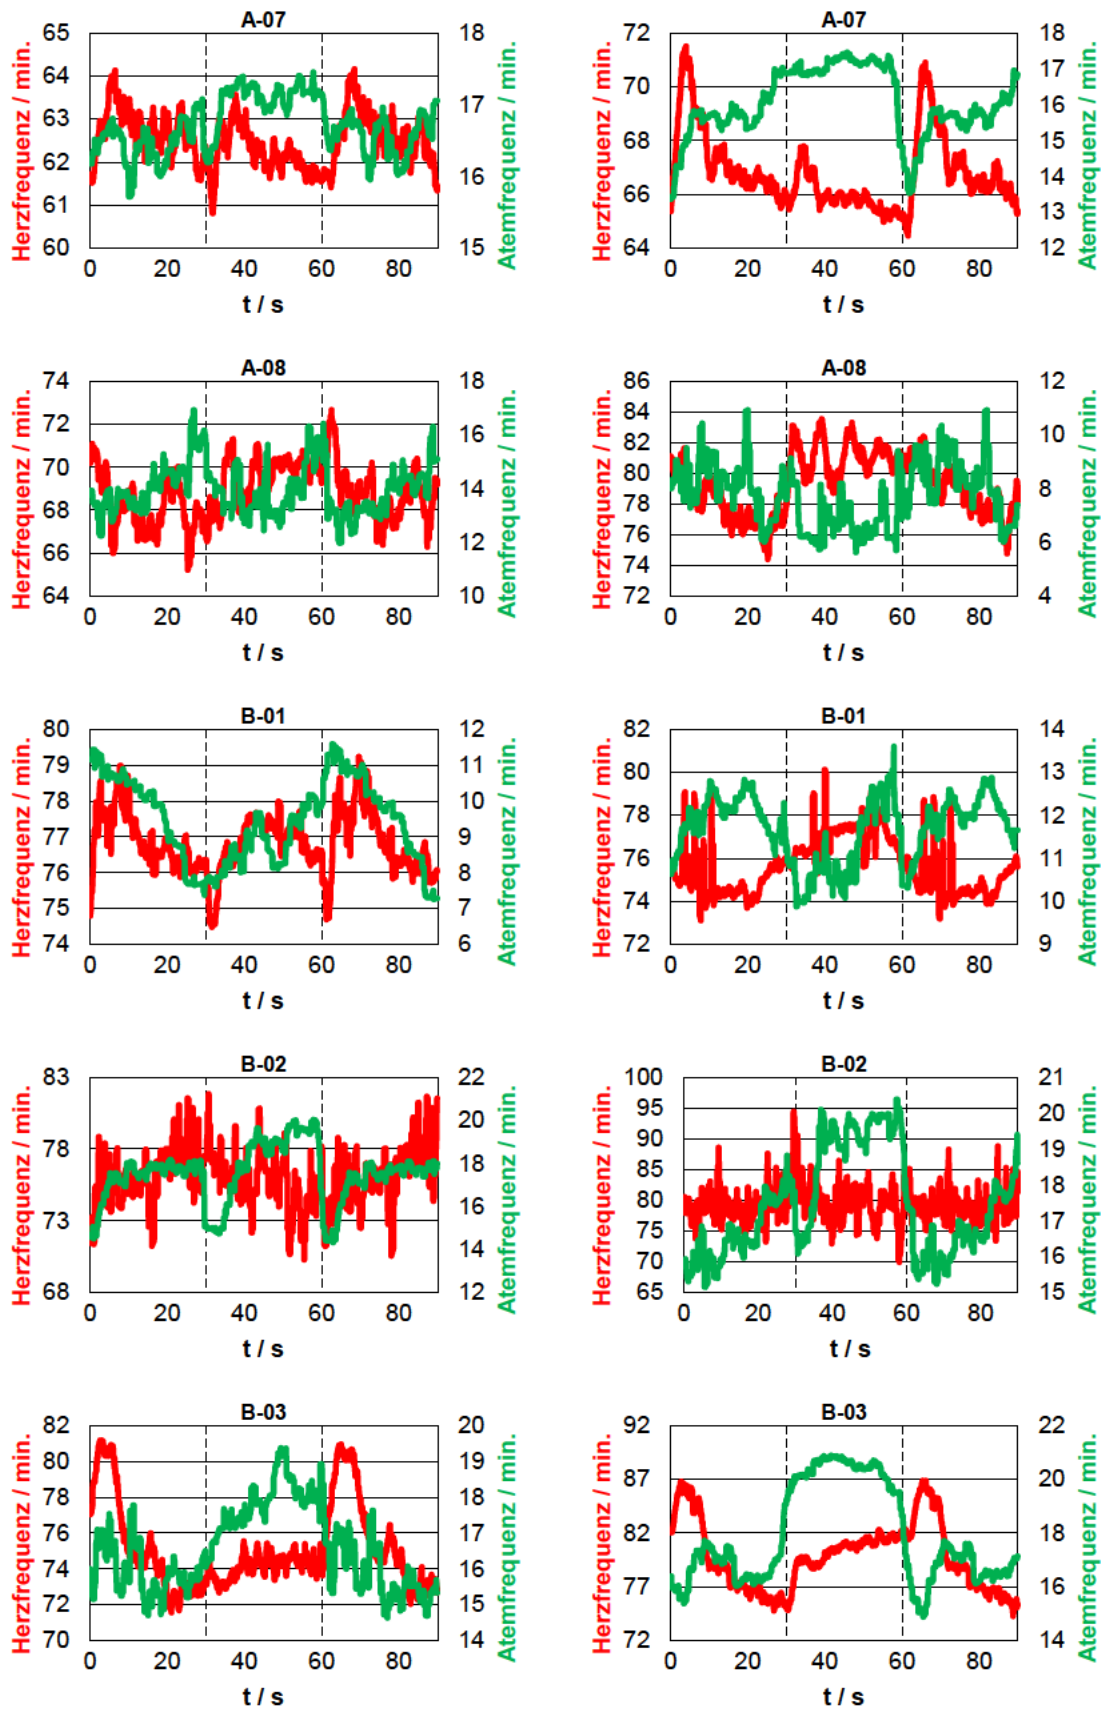 A-07
Herzfrequenz / min.
65
64
63
62
61
60
18
17
16
15
Atemfrequenz / min.
0 20 40 60 80
t / s
A-07
Herzfrequenz / min.
72
70
68
66
64
18
17
16
15
14
13
12
Atemfrequenz / min.
0 20 40 60 80
t / s
A-08
Herzfrequenz / min.
74
72
70
68
66
64
18
16
14
12
10
Atemfrequenz / min.
0 20 40 60 80
t / s
A-08
Herzfrequenz / min.
86
84
82
80
78
76
74
72
12
10
8
6
4
Atemfrequenz / min.
0 20 40 60 80
t / s
B-01
Herzfrequenz / min.
80
79
78
77
76
75
74
12
11
10
9
8
7
6
Atemfrequenz / min.
0 20 40 60 80
t / s
B-01
Herzfrequenz / min.
82
80
78
76
74
72
14
13
12
11
10
9
Atemfrequenz / min.
0 20 40 60 80
t / s
B-02
Herzfrequenz / min.
83
78
73
68
22
20
18
16
14
12
Atemfrequenz / min.
0 20 40 60 80
t / s
B-02
Herzfrequenz / min.
100
95
90
85
80
75
70
65
21
20
19
18
17
16
15
Atemfrequenz / min.
0 20 40 60 80
t / s
B-03
Herzfrequenz / min.
82
80
78
76
74
72
70
20
19
18
17
16
15
14
Atemfrequenz / min.
0 20 40 60 80
t / s
B-03
Herzfrequenz / min.
92
87
82
77
72
22
20
18
16
14
Atemfrequenz / min.
0 20 40 60 80
t / s